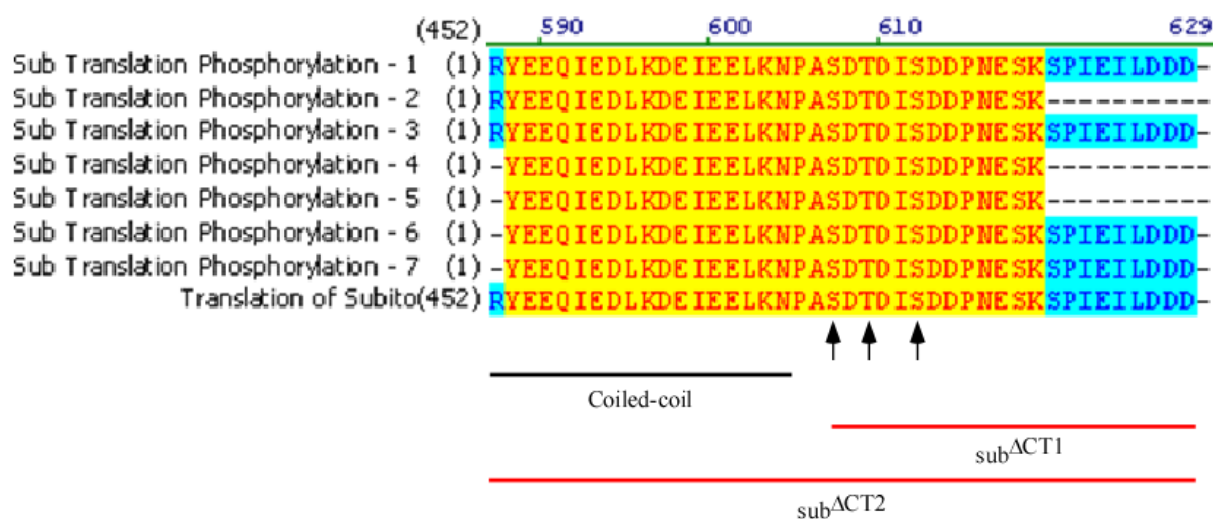 (452) 590 600 610 629
Sub Translation Phosphorylation - 1 (1) RYEEQIEDLKDEIEELKNPASDTDISDDPNESKSPIEILDDD-
Sub Translation Phosphorylation - 2 (1) RYEEQIEDLKDEIEELKNPASDTDISDDPNESK----------
Sub Translation Phosphorylation - 3 (1) RYEEQIEDLKDEIEELKNPASDTDISDDPNESKSPIEILDDD-
Sub Translation Phosphorylation - 4 (1) -YEEQIEDLKDEIEELKNPASDTDISDDPNESK----------
Sub Translation Phosphorylation - 5 (1) -YEEQIEDLKDEIEELKNPASDTDISDDPNESK----------
Sub Translation Phosphorylation - 6 (1) -YEEQIEDLKDEIEELKNPASDTDISDDPNESKSPIEILDDD-
Sub Translation Phosphorylation - 7 (1) -YEEQIEDLKDEIEELKNPASDTDISDDPNESKSPIEILDDD-
Translation of Subito(452) RYEEQIEDLKDEIEELKNPASDTDISDDPNESKSPIEILDDD-
Coiled-coil
sub ΔCT1
sub ΔCT2